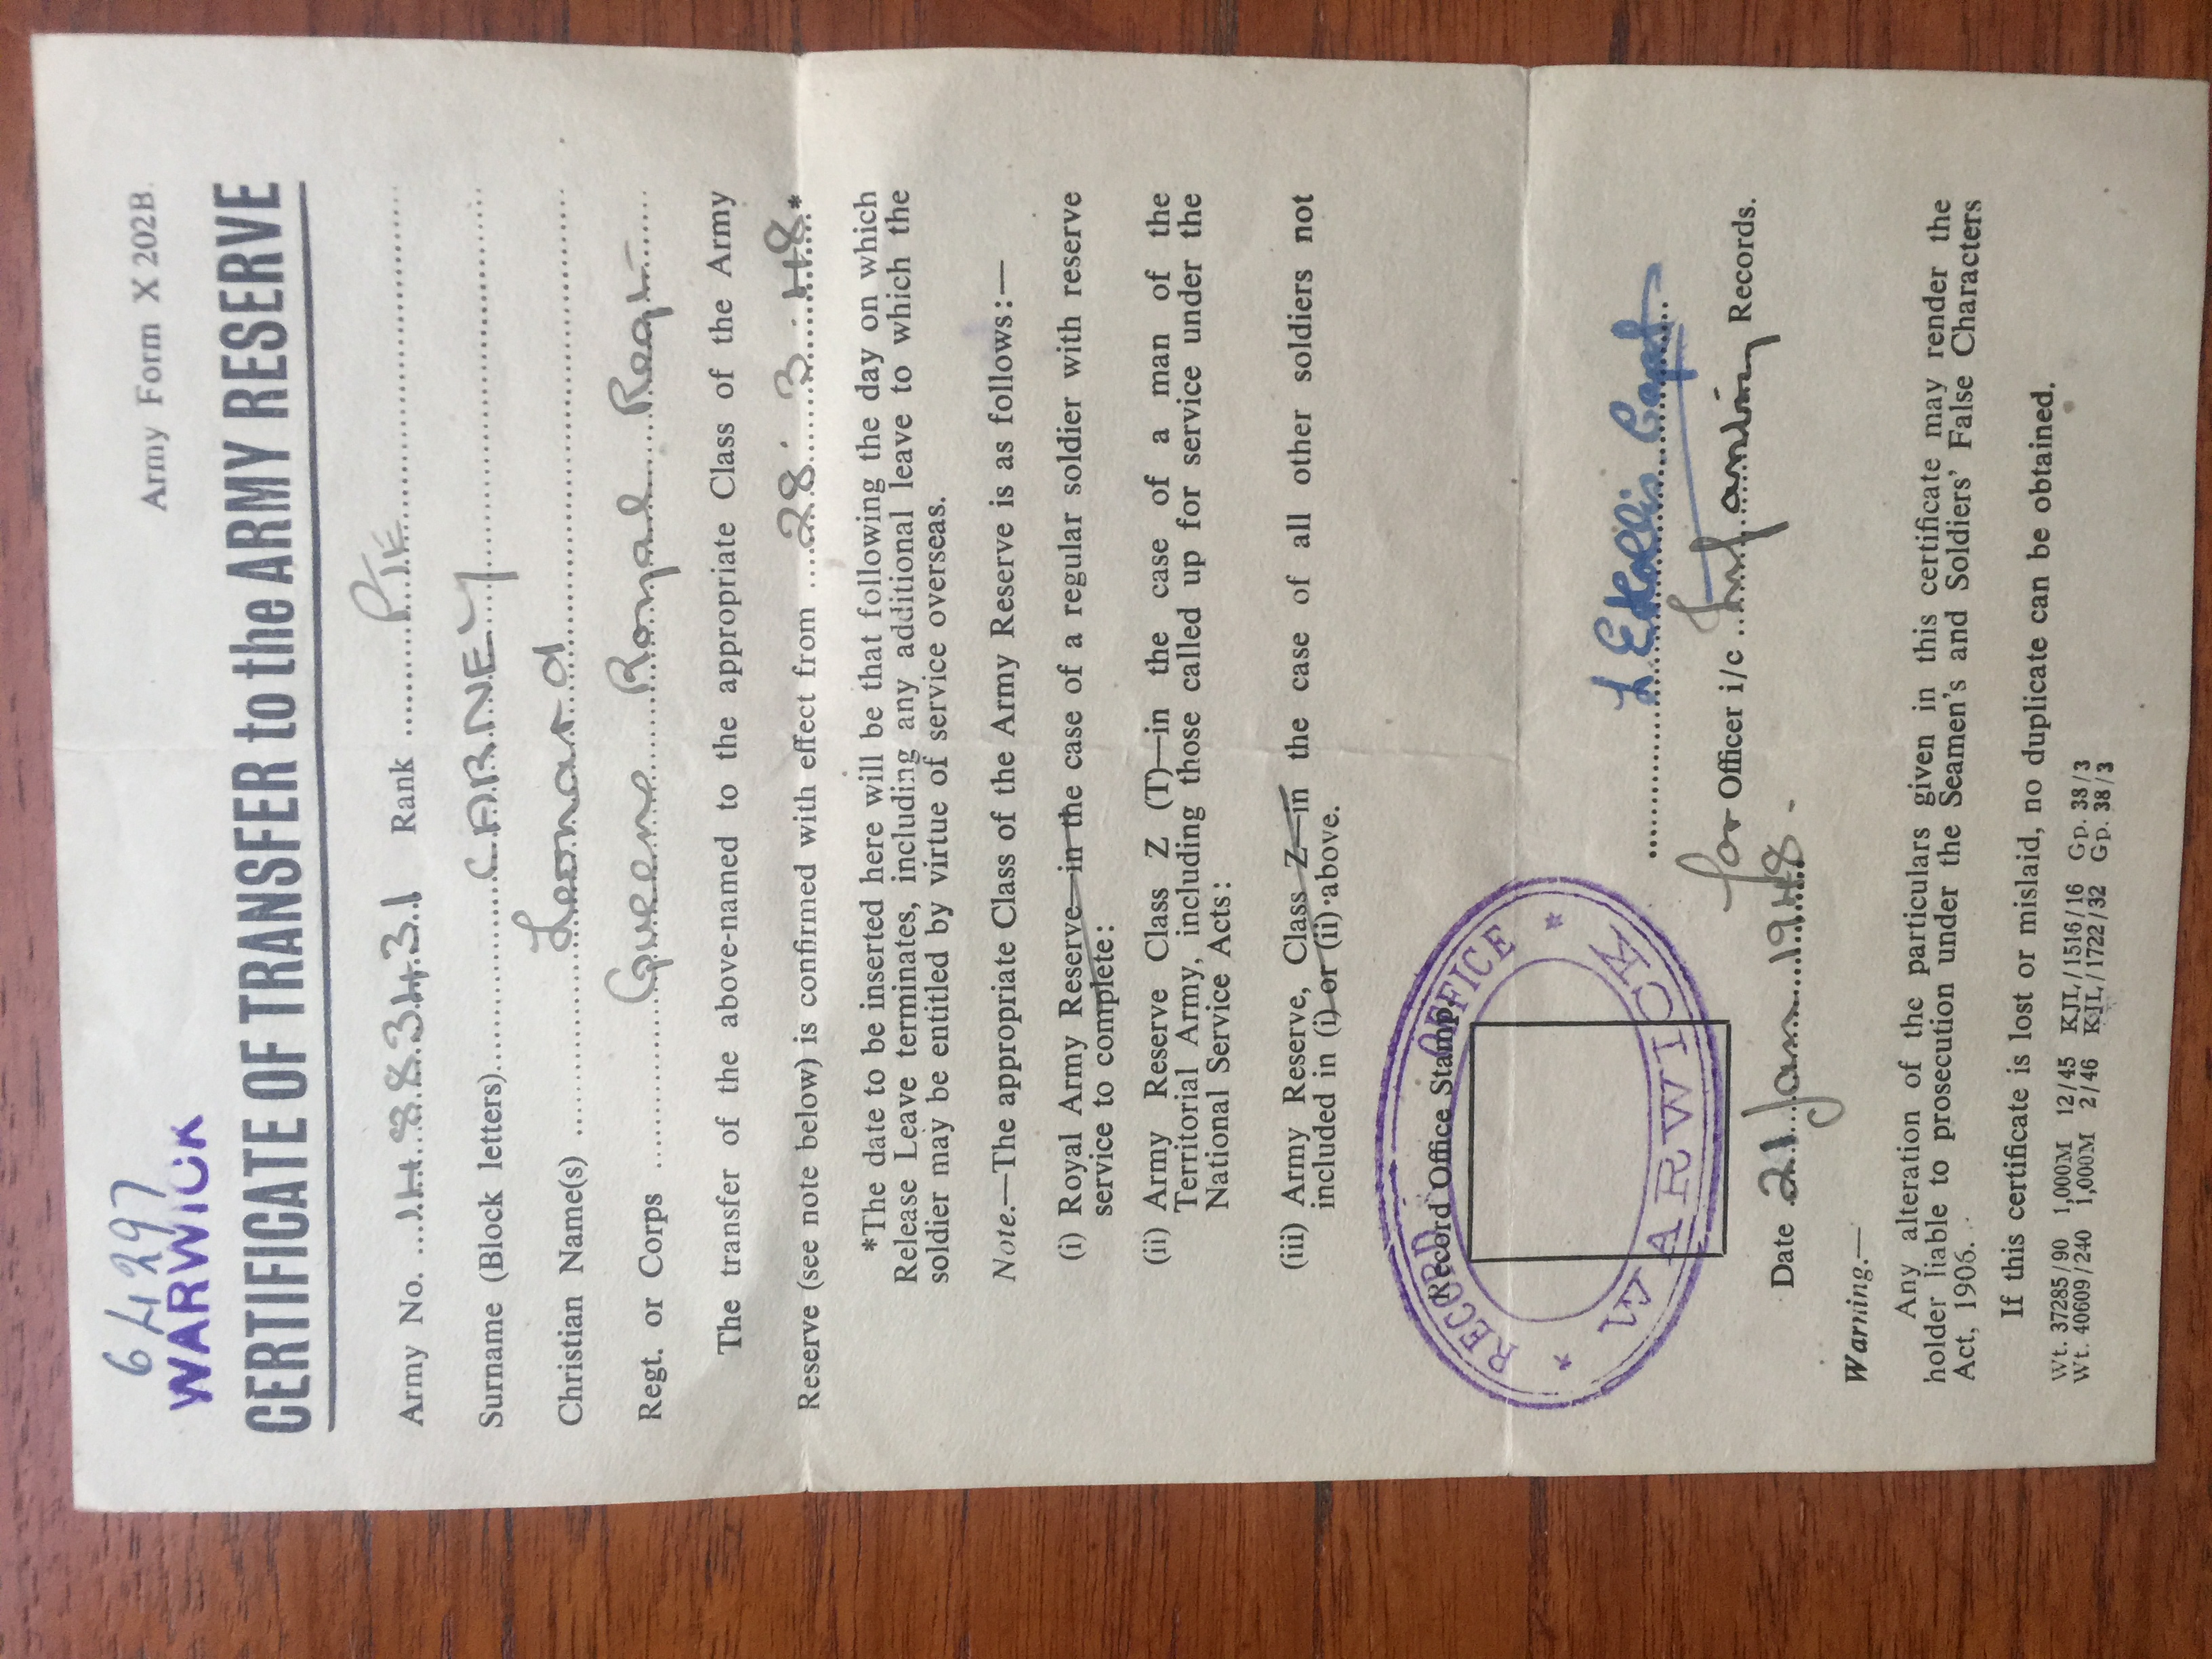 64297
WARWICK
Army Form X 202B.
CERTIFICATE OF TRANSFER to the ARMY RESERVE
Army No. 14883431 Rank Pte
Surname (Block letters) CARNEY
Christian Name(s) Leonard
Regt. or Corps Queens Royal Regt.
The transfer of the above-named to the appropriate Class of the Army
Reserve (see note below) is confirmed with effect from 28. 3. 48.*
*The date to be inserted here will be that following the day on which
Release Leave terminates, including any additional leave to which the
soldier may be entitled by virtue of service overseas.
Note.—The appropriate Class of the Army Reserve is as follows:—
(i) Royal Army Reserve—in the case of a regular soldier with reserve
service to complete:
(ii) Army Reserve Class Z (T)—in the case of a man of the
Territorial Army, including those called up for service under the
National Service Acts:
(iii) Army Reserve, Class Z—in the case of all other soldiers not
included in (i) or (ii) above.
RECORD OFFICE
Record Office Stamp.
WARWICK
Capt
for Officer i/c Infantry Records.
Date 21 Jan 1948.
Warning.—
Any alteration of the particulars given in this certificate may render the
holder liable to prosecution under the Seamen's and Soldiers' False Characters
Act, 1906.
If this certificate is lost or mislaid, no duplicate can be obtained.
Wt. 37285/90 1,000M 12/45 KJL/1516/16 Gp. 38/3
Wt. 40609/240 1,000M 2/46 KJL/1722/32 Gp. 38/3